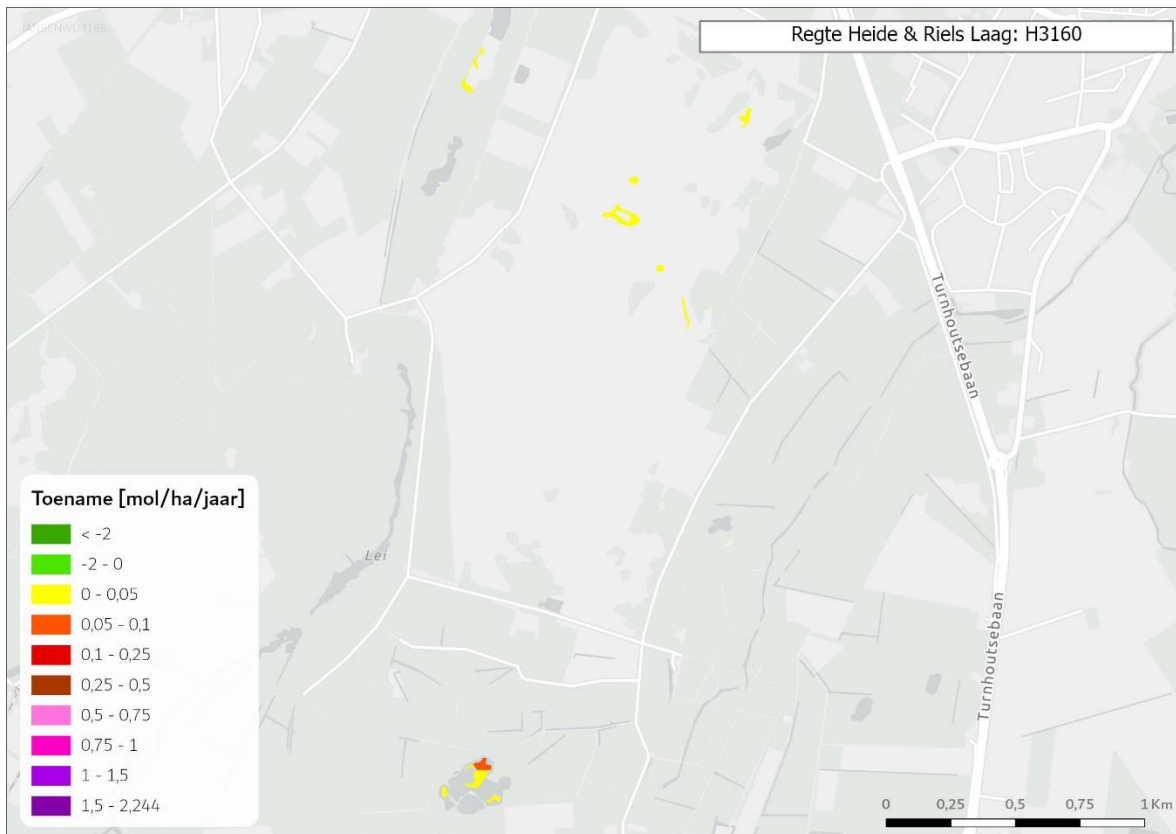 JANSENWD8186
Regte Heide & Riels Laag: H3160
Turnhoutsebaan
Lei
Turnhoutsebaan
Toename [mol/ha/jaar]
< -2
-2 - 0
0 - 0,05
0,05 - 0,1
0,1 - 0,25
0,25 - 0,5
0,5 - 0,75
0,75 - 1
1 - 1,5
1,5 - 2,244
0 0,25 0,5 0,75 1 Km